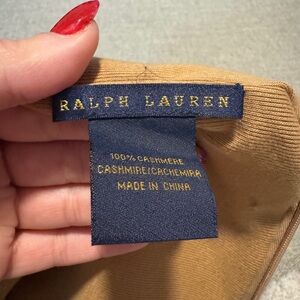 RALPH LAUREN
100% CASHMERE
CASHMIRE/CACHEMIRA
MADE IN CHINA